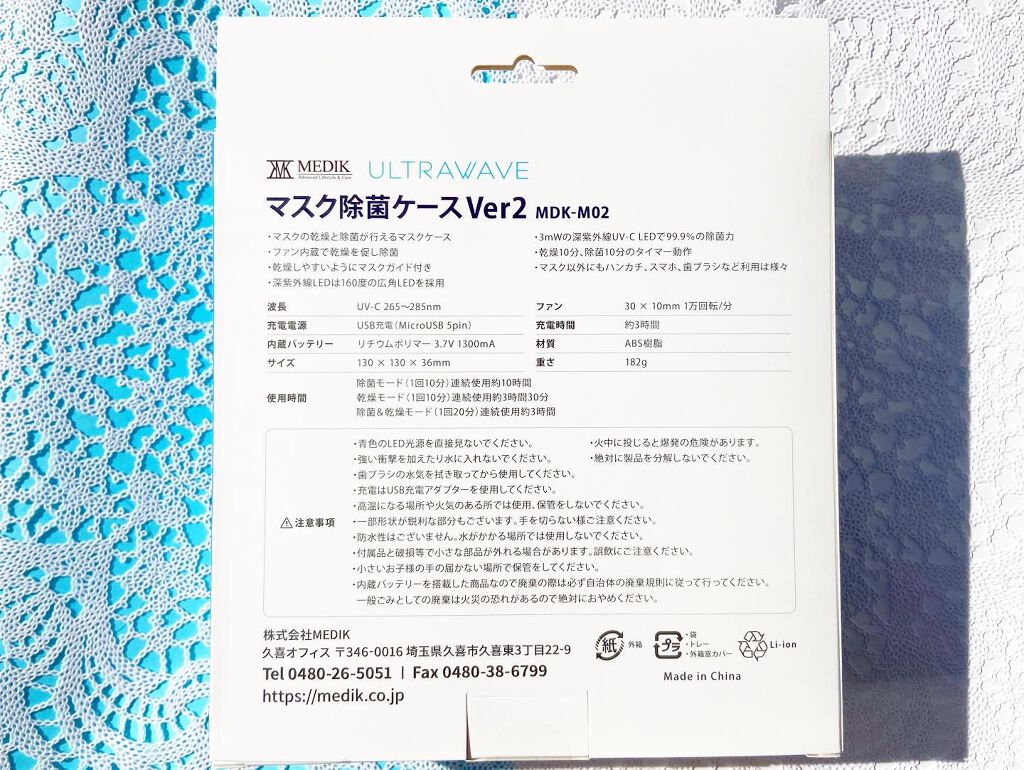 MEDIK ULTRAWAVE
Advanced Lifestyle & Care
マスク除菌ケース Ver2 MDK-M02
・マスクの乾燥と除菌が行えるマスクケース
・ファン内蔵で乾燥を促し除菌
・乾燥しやすいようにマスクガイド付き
・深紫外線LEDは160度の広角LEDを採用
・3mWの深紫外線UV-C LEDで99.9%の除菌力
・乾燥10分、除菌10分のタイマー動作
・マスク以外にもハンカチ、スマホ、歯ブラシなど利用は様々
波長 UV-C 265〜285nm
充電電源 USB充電(MicroUSB 5pin)
内蔵バッテリー リチウムポリマー 3.7V 1300mA
サイズ 130 × 130 × 36mm
ファン 30 × 10mm 1万回転/分
充電時間 約3時間
材質 ABS樹脂
重さ 182g
使用時間
除菌モード(1回10分)連続使用約10時間
乾燥モード(1回10分)連続使用約3時間30分
除菌&乾燥モード(1回20分)連続使用約3時間
注意事項
・青色のLED光源を直接見ないでください。
・強い衝撃を加えたり水に入れないでください。
・歯ブラシの水気を拭き取ってから使用してください。
・充電はUSB充電アダプターを使用してください。
・高温になる場所や火気のある所では使用、保管をしないでください。
・一部形状が鋭利な部分もございます。手を切らない様ご注意ください。
・防水性はございません。水がかかる場所では使用しないでください。
・付属品と破損等で小さな部品が外れる場合があります。誤飲にご注意ください。
・小さいお子様の手の届かない場所で保管をしてください。
・内蔵バッテリーを搭載した商品なので廃棄の際は必ず自治体の廃棄規則に従って行ってください。
一般ごみとしての廃棄は火災の恐れがあるので絶対におやめください。
・火中に投じると爆発の危険があります。
・絶対に製品を分解しないでください。
株式会社MEDIK
久喜オフィス 〒346-0016 埼玉県久喜市久喜東3丁目22-9
Tel 0480-26-5051 | Fax 0480-38-6799
https://medik.co.jp
紙 外箱
プラ ・袋
・トレー
・外箱窓カバー
Li-ion
Made in China